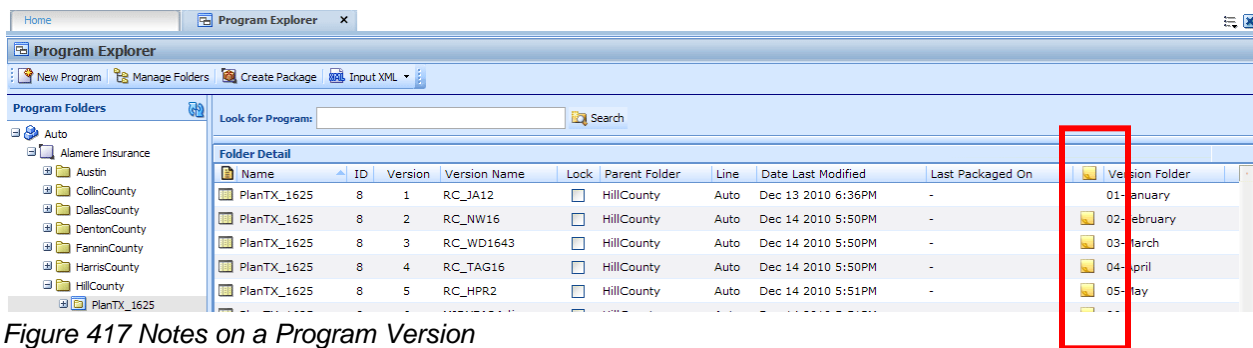 Home Program Explorer x
Program Explorer
New Program Manage Folders Create Package Input XML
Program Folders
Look for Program: Search
Auto
Alamere Insurance
Austin
CollinCounty
DallasCounty
DentonCounty
FanninCounty
HarrisCounty
HillCounty
PlanTX_1625
Folder Detail
Name ID Version Version Name Lock Parent Folder Line Date Last Modified Last Packaged On Version Folder
PlanTX_1625 8 1 RC_JA12 HillCounty Auto Dec 13 2010 6:36PM - 01-January
PlanTX_1625 8 2 RC_NW16 HillCounty Auto Dec 14 2010 5:50PM - 02-February
PlanTX_1625 8 3 RC_WD1643 HillCounty Auto Dec 14 2010 5:50PM - 03-March
PlanTX_1625 8 4 RC_TAG16 HillCounty Auto Dec 14 2010 5:50PM - 04-April
PlanTX_1625 8 5 RC_HPR2 HillCounty Auto Dec 14 2010 5:51PM - 05-May
Figure 417 Notes on a Program Version